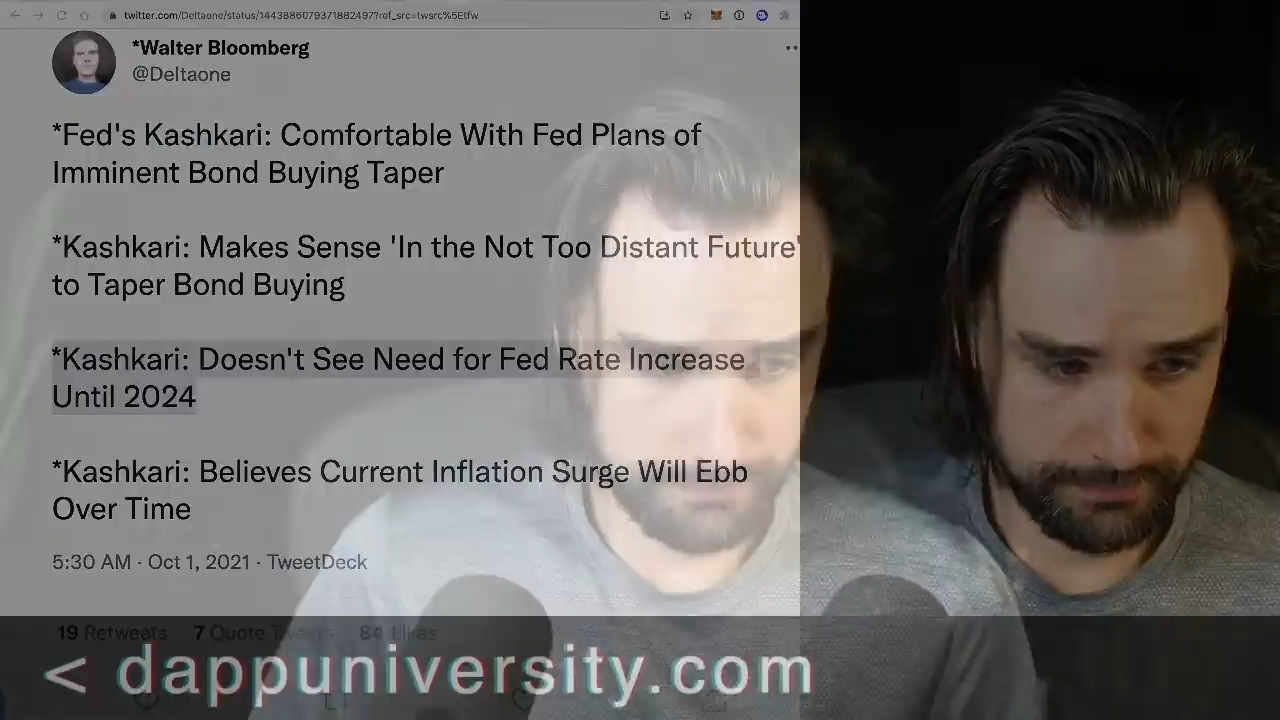 twitter.com/Deltaone/status/1443886079371882497?ref_src=twsrc%5Etfw
*Walter Bloomberg
@Deltaone
*Fed's Kashkari: Comfortable With Fed Plans of
Imminent Bond Buying Taper
*Kashkari: Makes Sense 'In the Not Too Distant Future'
to Taper Bond Buying
*Kashkari: Doesn't See Need for Fed Rate Increase
Until 2024
*Kashkari: Believes Current Inflation Surge Will Ebb
Over Time
5:30 AM · Oct 1, 2021 · TweetDeck
19 Retweets 7 Quote Tweets 84 Likes
< dappuniversity.com